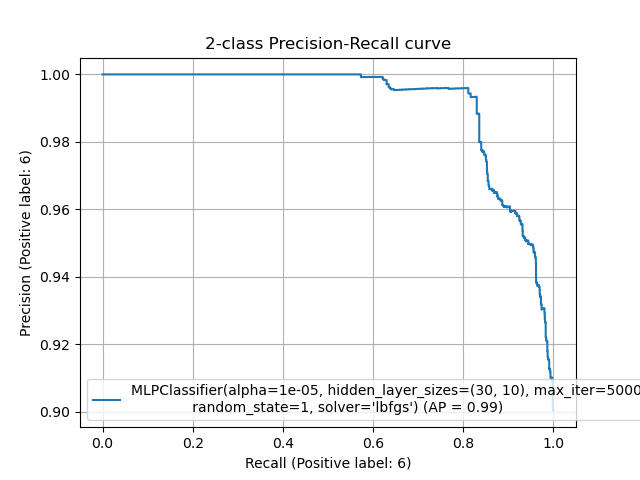 2-class Precision-Recall curve
1.00
0.98
0.96
0.94
0.92
0.90
Precision (Positive label: 6)
MLPClassifier(alpha=1e-05, hidden_layer_sizes=(30, 10), max_iter=5000
random_state=1, solver='lbfgs') (AP = 0.99)
0.0 0.2 0.4 0.6 0.8 1.0
Recall (Positive label: 6)